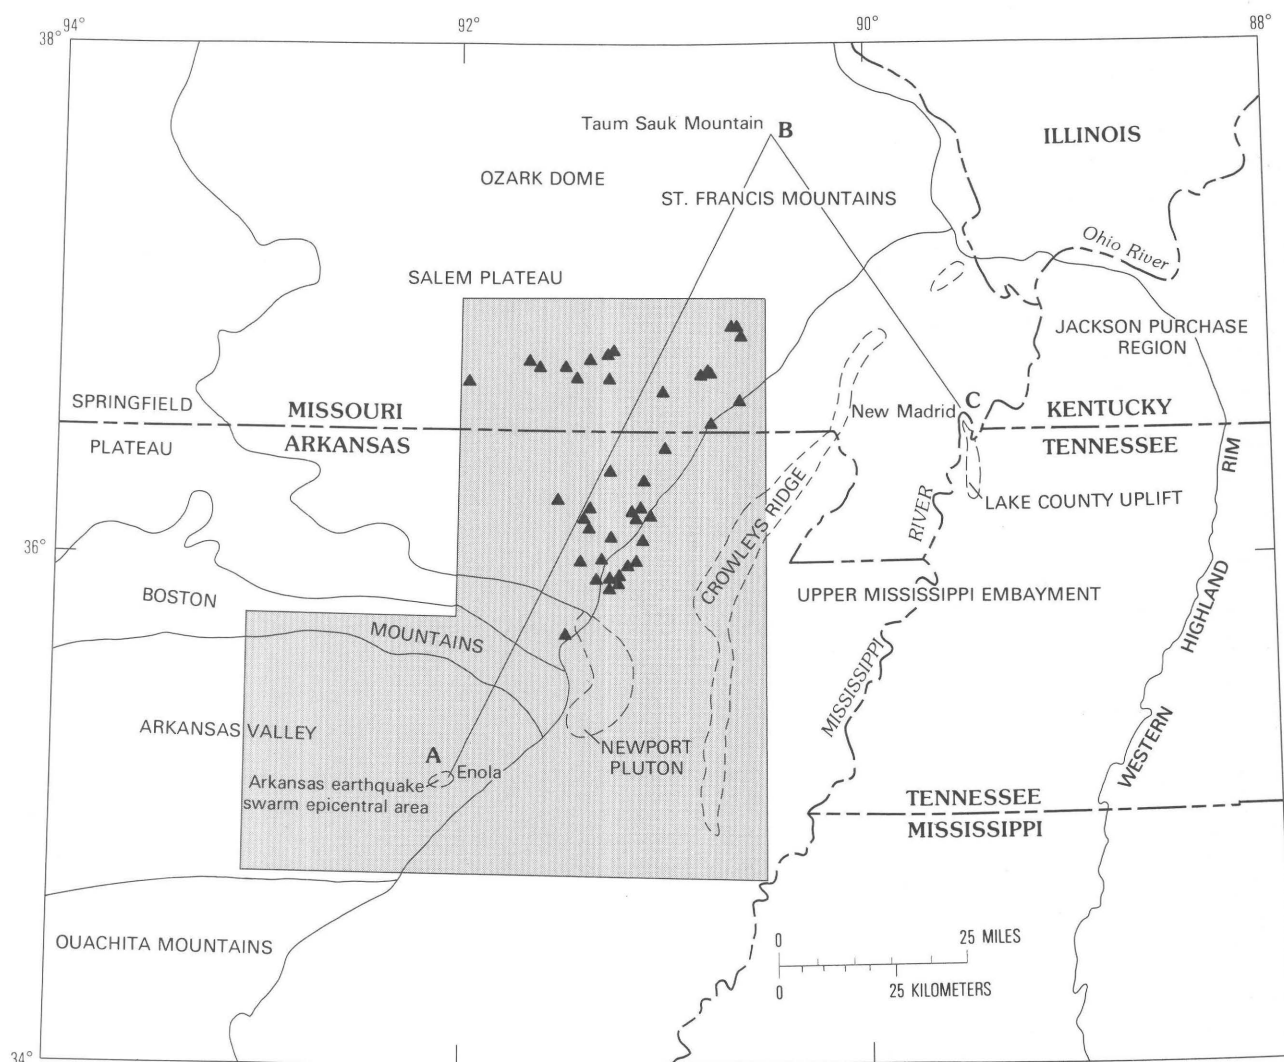 94°
92°
90°
88°
38°
Taum Sauk Mountain
B
ILLINOIS
OZARK DOME
ST. FRANCIS MOUNTAINS
Ohio River
SALEM PLATEAU
JACKSON PURCHASE
REGION
SPRINGFIELD
PLATEAU
MISSOURI
ARKANSAS
New Madrid
C
KENTUCKY
TENNESSEE
RIM
LAKE COUNTY UPLIFT
RIVER
CROWLEYS RIDGE
36°
BOSTON
MOUNTAINS
UPPER MISSISSIPPI EMBAYMENT
HIGHLAND
MISSISSIPPI
ARKANSAS VALLEY
WESTERN
A
Enola
NEWPORT
PLUTON
Arkansas earthquake
swarm epicentral area
TENNESSEE
MISSISSIPPI
OUACHITA MOUNTAINS
0 25 MILES
0 25 KILOMETERS
34°